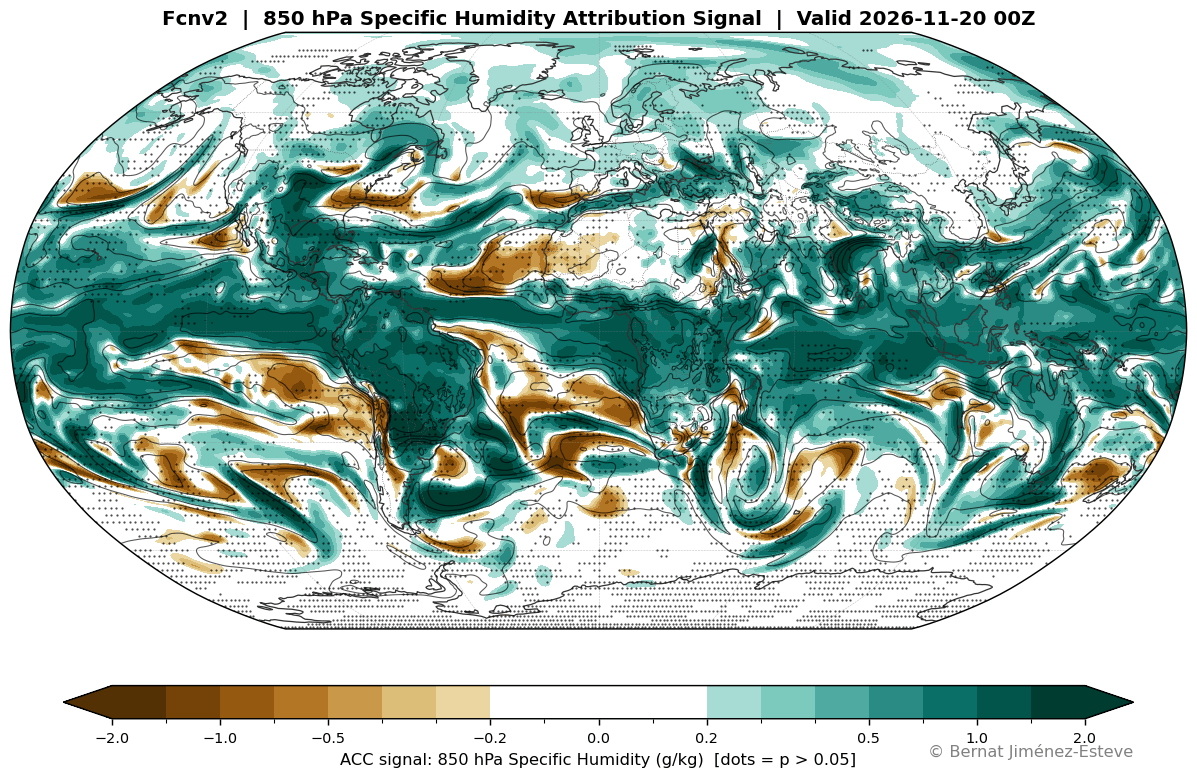 Fcnv2 | 850 hPa Specific Humidity Attribution Signal | Valid 2026-11-20 00Z
−2.0 −1.0 −0.5 −0.2 0.0 0.2 0.5 1.0 2.0
ACC signal: 850 hPa Specific Humidity (g/kg) [dots = p > 0.05]
© Bernat Jiménez-Esteve